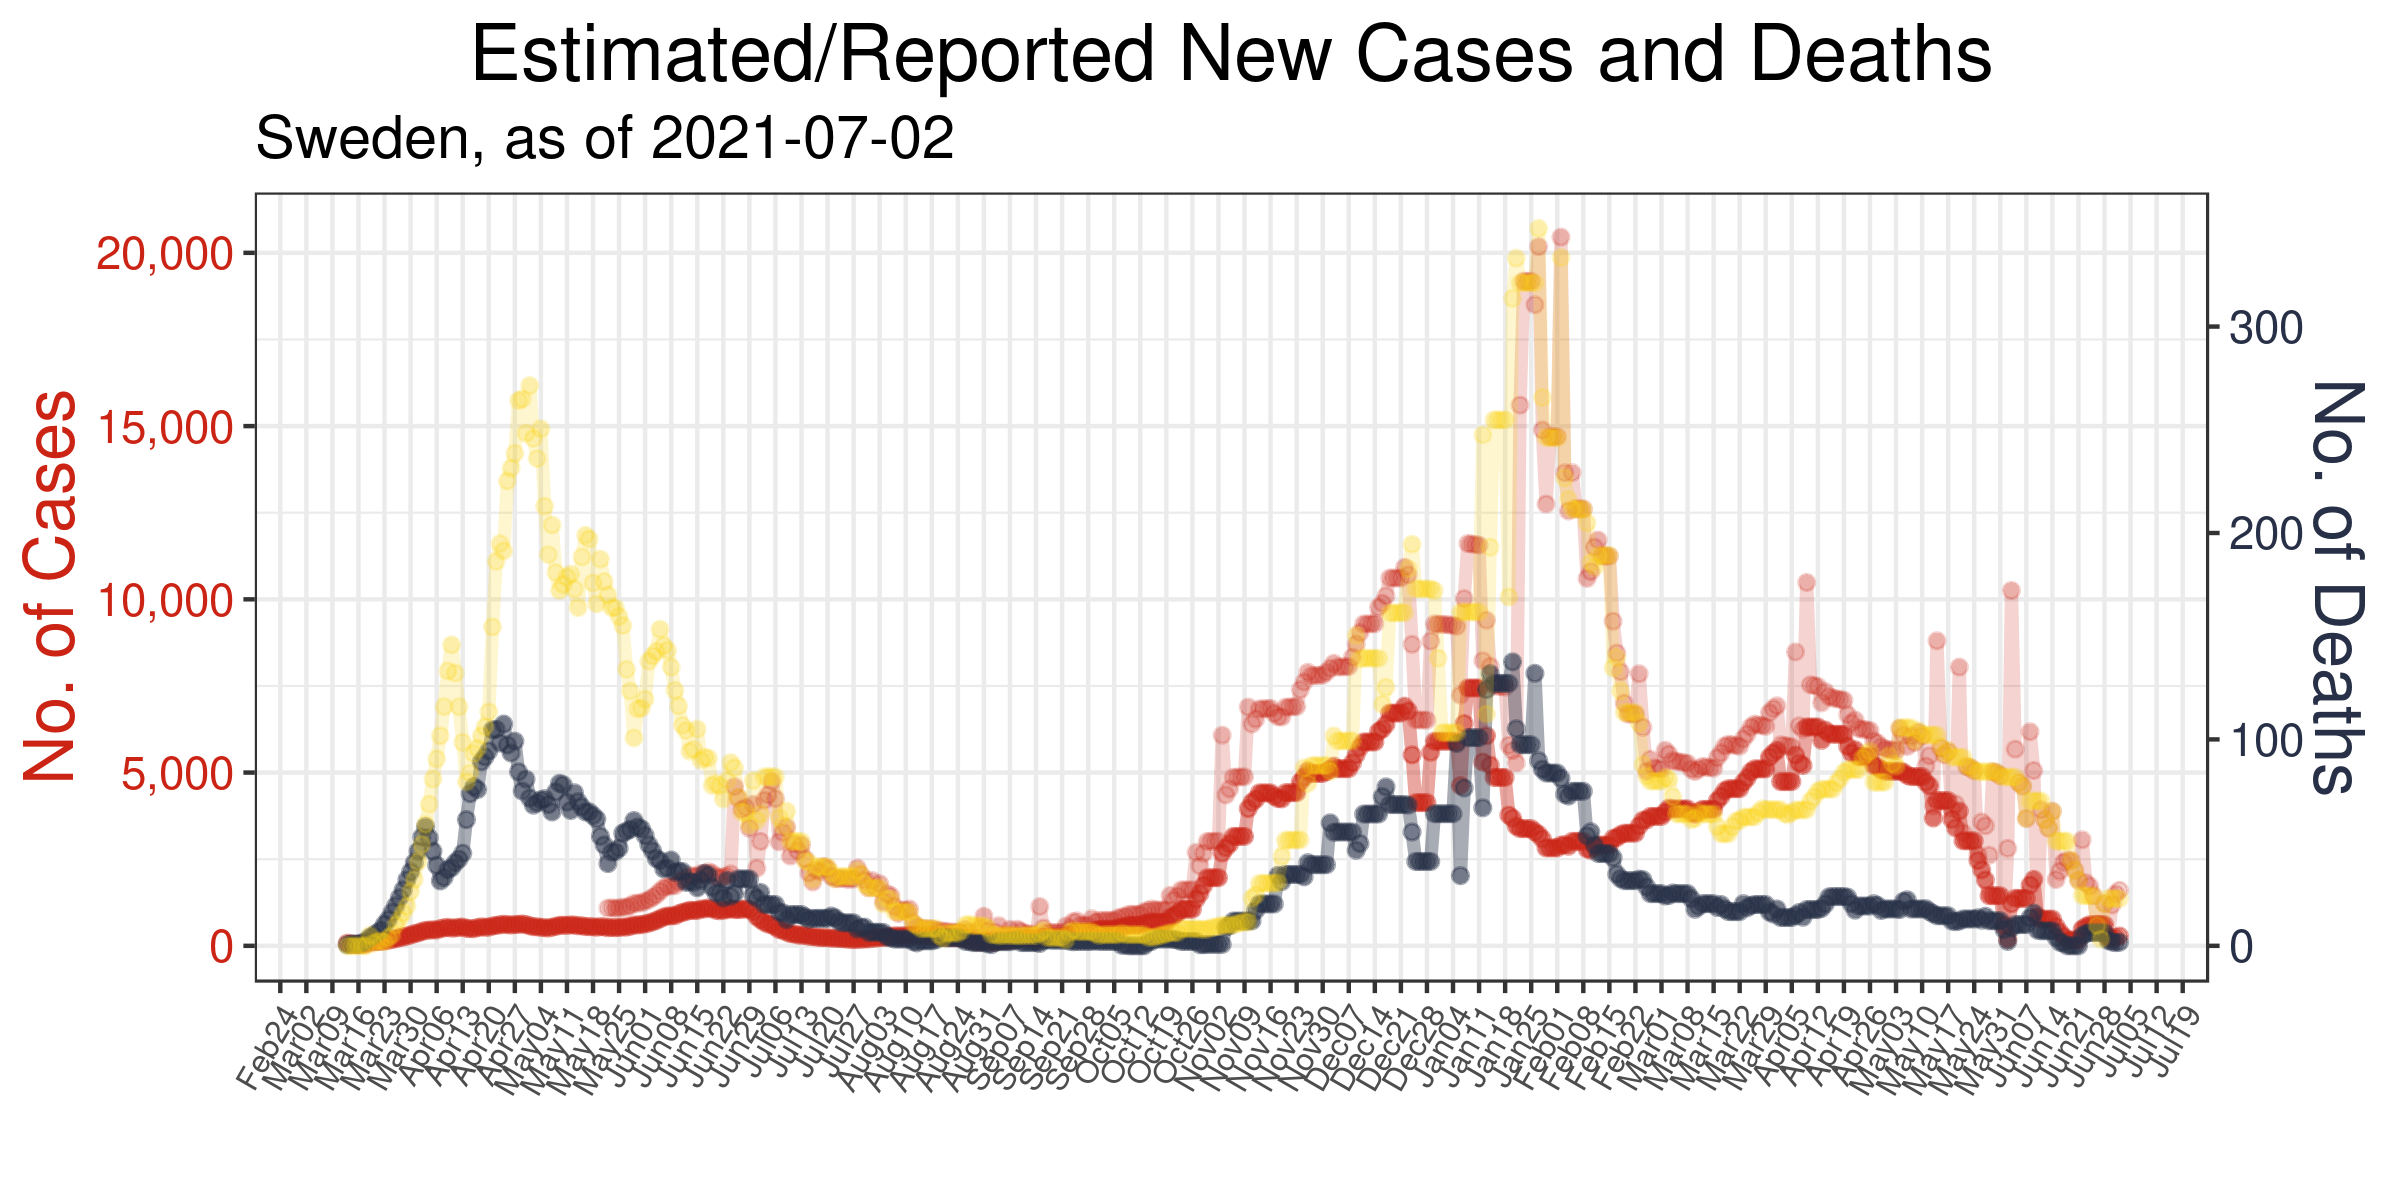 Estimated/Reported New Cases and Deaths
Sweden, as of 2021-07-02
No. of Cases
20,000
15,000
10,000
5,000
0
300
200
100
0
No. of Deaths
Feb24
Mar02
Mar09
Mar16
Mar23
Mar30
Apr06
Apr13
Apr20
Apr27
May04
May11
May18
May25
Jun01
Jun08
Jun15
Jun22
Jun29
Jul06
Jul13
Jul20
Jul27
Aug03
Aug10
Aug17
Aug24
Aug31
Sep07
Sep14
Sep21
Sep28
Oct05
Oct12
Oct19
Oct26
Nov02
Nov09
Nov16
Nov23
Nov30
Dec07
Dec14
Dec21
Dec28
Jan04
Jan11
Jan18
Jan25
Feb01
Feb08
Feb15
Feb22
Mar01
Mar08
Mar15
Mar22
Mar29
Apr05
Apr12
Apr19
Apr26
May03
May10
May17
May24
May31
Jun07
Jun14
Jun21
Jun28
Jul05
Jul12
Jul19